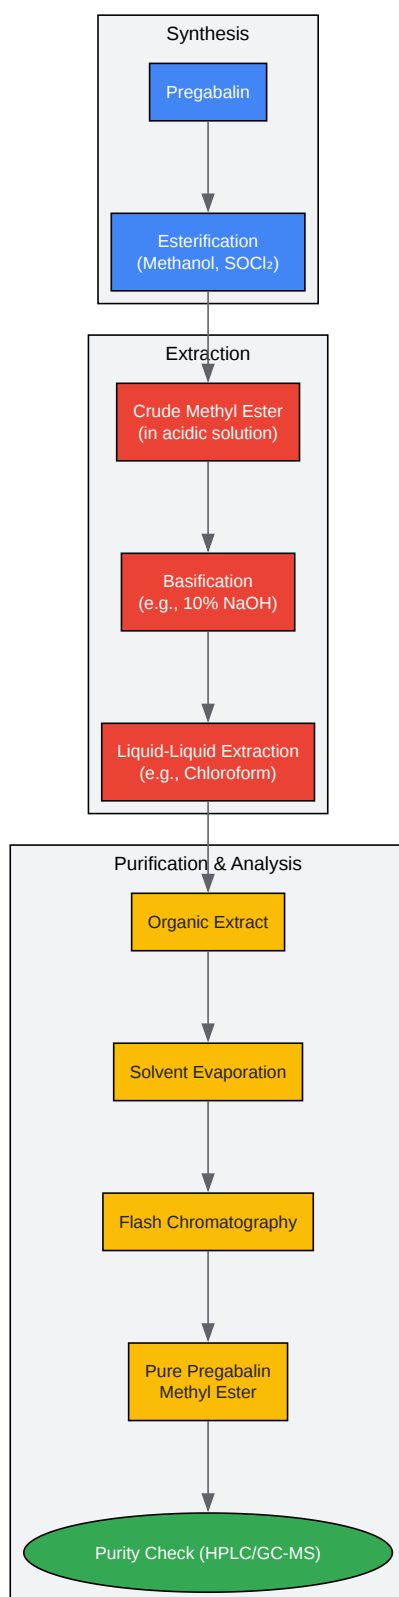 Synthesis
Pregabalin
Esterification
(Methanol, SOCl₂)
Extraction
Crude Methyl Ester
(in acidic solution)
Basification
(e.g., 10% NaOH)
Liquid-Liquid Extraction
(e.g., Chloroform)
Purification & Analysis
Organic Extract
Solvent Evaporation
Flash Chromatography
Pure Pregabalin
Methyl Ester
Purity Check (HPLC/GC-MS)